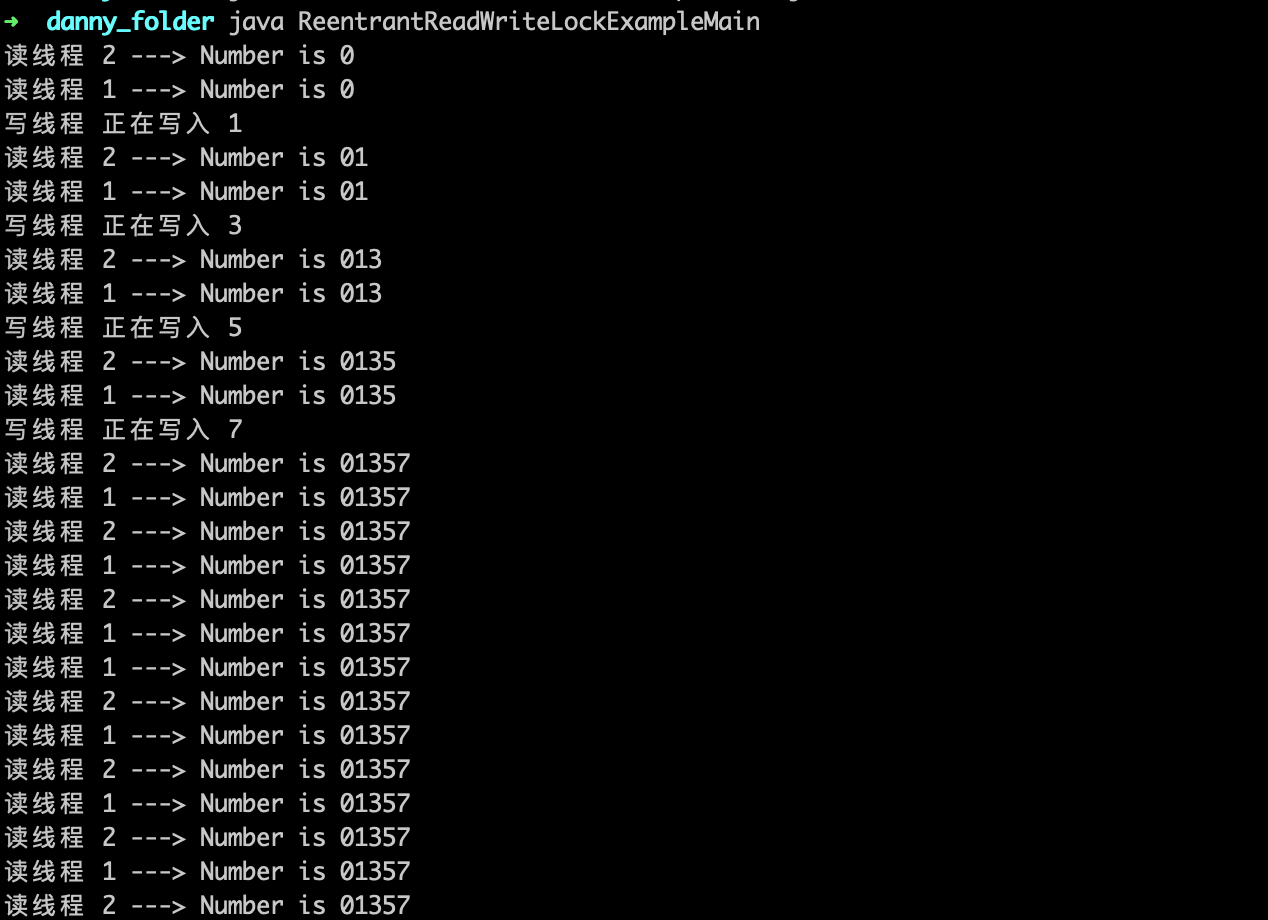 ➜ danny_folder java ReentrantReadWriteLockExampleMain
读线程 2 ---> Number is 0
读线程 1 ---> Number is 0
写线程 正在写入 1
读线程 2 ---> Number is 01
读线程 1 ---> Number is 01
写线程 正在写入 3
读线程 2 ---> Number is 013
读线程 1 ---> Number is 013
写线程 正在写入 5
读线程 2 ---> Number is 0135
读线程 1 ---> Number is 0135
写线程 正在写入 7
读线程 2 ---> Number is 01357
读线程 1 ---> Number is 01357
读线程 2 ---> Number is 01357
读线程 1 ---> Number is 01357
读线程 2 ---> Number is 01357
读线程 1 ---> Number is 01357
读线程 1 ---> Number is 01357
读线程 2 ---> Number is 01357
读线程 1 ---> Number is 01357
读线程 2 ---> Number is 01357
读线程 1 ---> Number is 01357
读线程 2 ---> Number is 01357
读线程 1 ---> Number is 01357
读线程 2 ---> Number is 01357